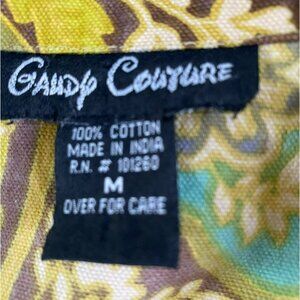 Gaudy Couture
100% COTTON
MADE IN INDIA
R.N. # 101260
M
OVER FOR CARE